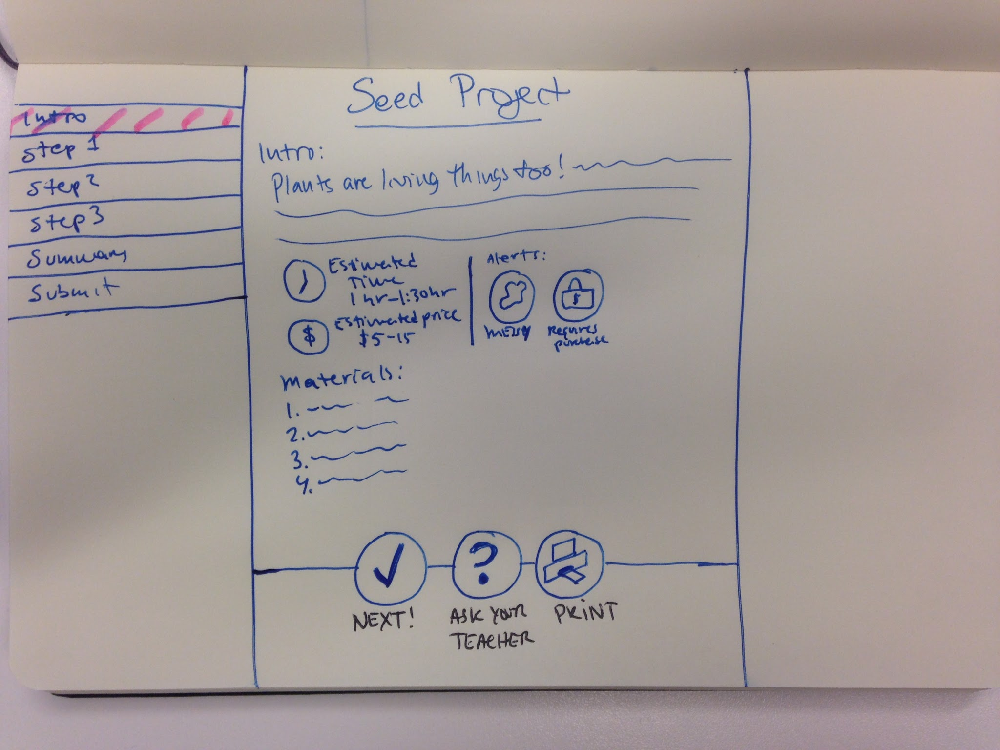 Intro
Step 1
Step 2
Step 3
Summary
Submit
Seed Project
Intro:
Plants are living things too!
Estimated
Time
1 hr-1:30hr
$
Estimated price
$5-15
Alerts:
MESSY
$
Requires
purchase
Materials:
1.
2.
3.
4.
?
NEXT!
ASK YOUR
TEACHER
PRINT